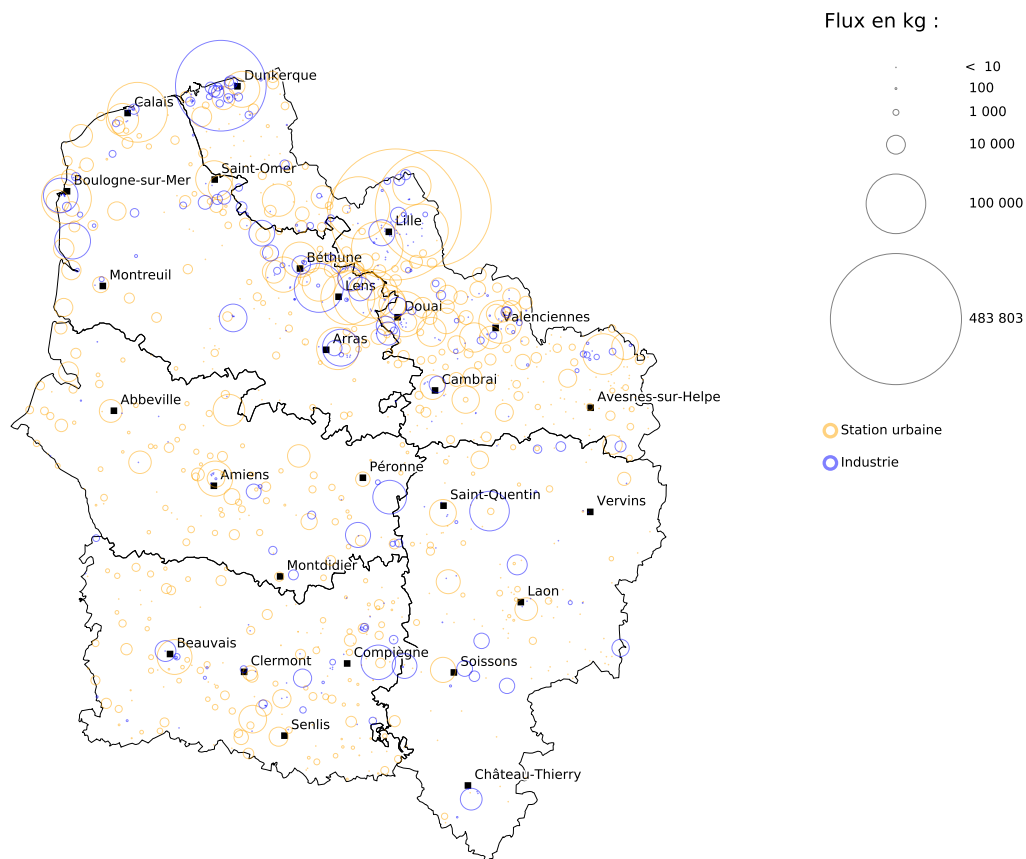 Flux en kg :
< 10
100
1 000
10 000
100 000
483 803
Station urbaine
Industrie
Dunkerque
Calais
Saint-Omer
Boulogne-sur-Mer
Lille
Béthune
Montreuil
Lens
Douai
Valenciennes
Arras
Cambrai
Avesnes-sur-Helpe
Abbeville
Amiens
Péronne
Saint-Quentin
Vervins
Montdidier
Laon
Beauvais
Clermont
Compiègne
Soissons
Senlis
Château-Thierry